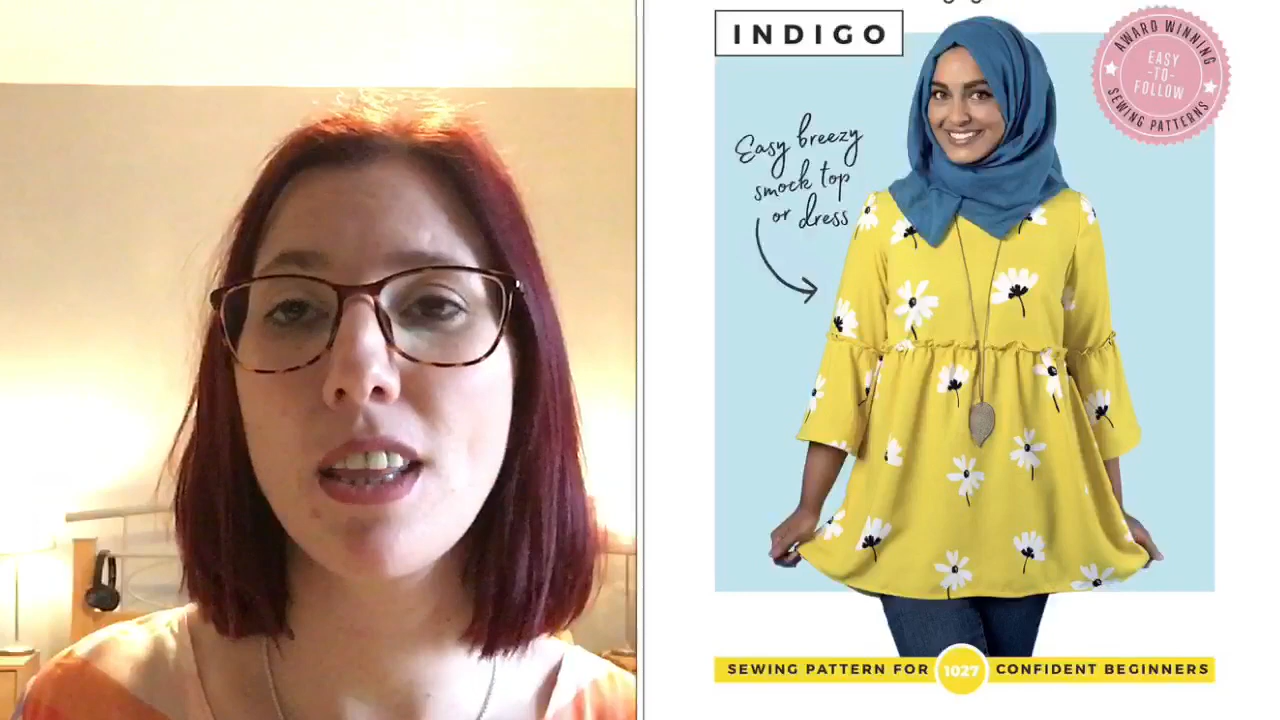 INDIGO
AWARD WINNING
EASY
-TO-
FOLLOW
SEWING PATTERNS
Easy breezy
smock top
or dress
SEWING PATTERN FOR 1027 CONFIDENT BEGINNERS